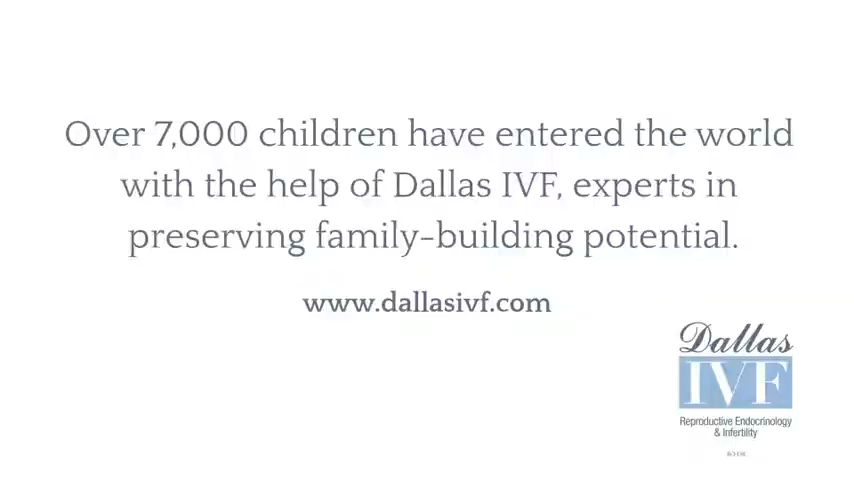 Over 7,000 children have entered the world
with the help of Dallas IVF, experts in
preserving family-building potential.
www.dallasivf.com
Dallas
IVF
Reproductive Endocrinology
& Infertility